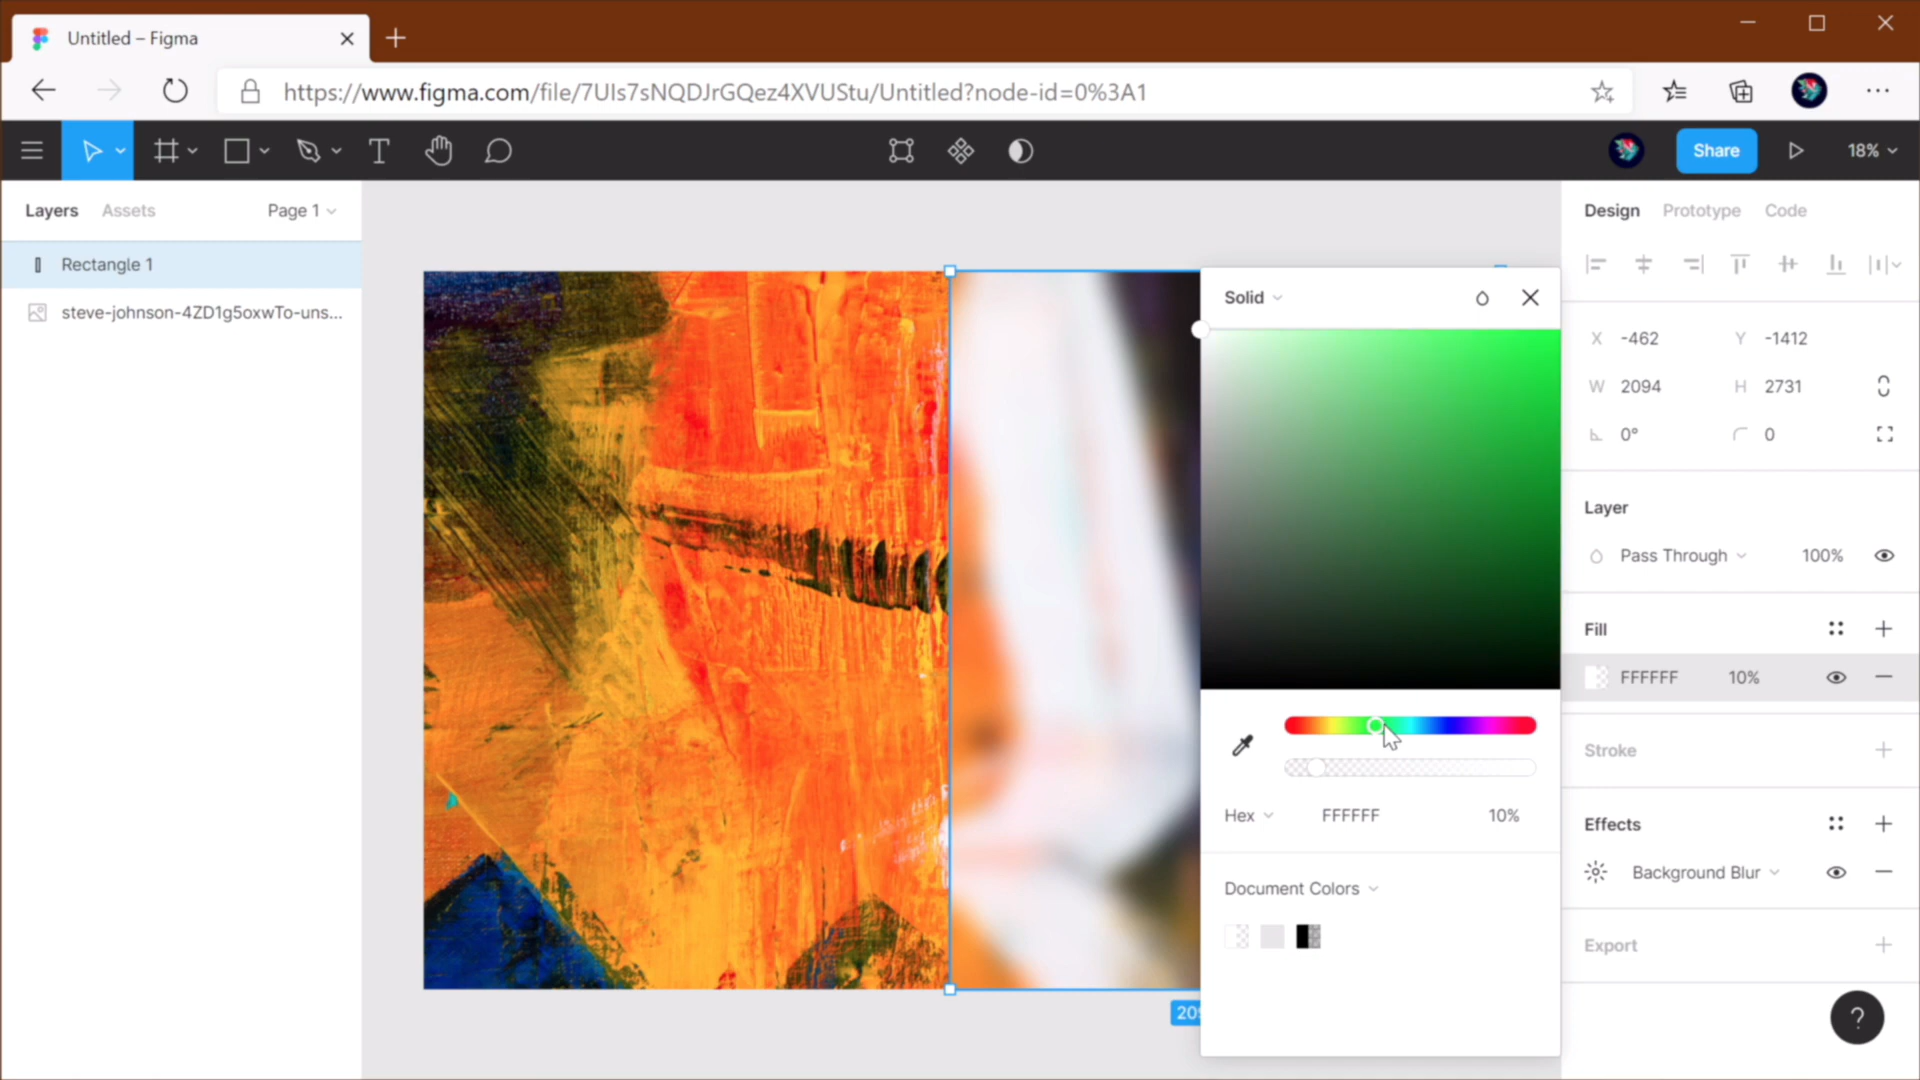 Untitled – Figma
https://www.figma.com/file/7UIs7sNQDJrGQez4XVUStu/Untitled?node-id=0%3A1
Share
18%
Layers
Assets
Page 1
Rectangle 1
steve-johnson-4ZD1g5oxwTo-uns...
Solid
Hex
FFFFFF
10%
Document Colors
Design
Prototype
Code
X -462
Y -1412
W 2094
H 2731
0°
0
Layer
Pass Through
100%
Fill
FFFFFF
10%
Stroke
Effects
Background Blur
Export
?